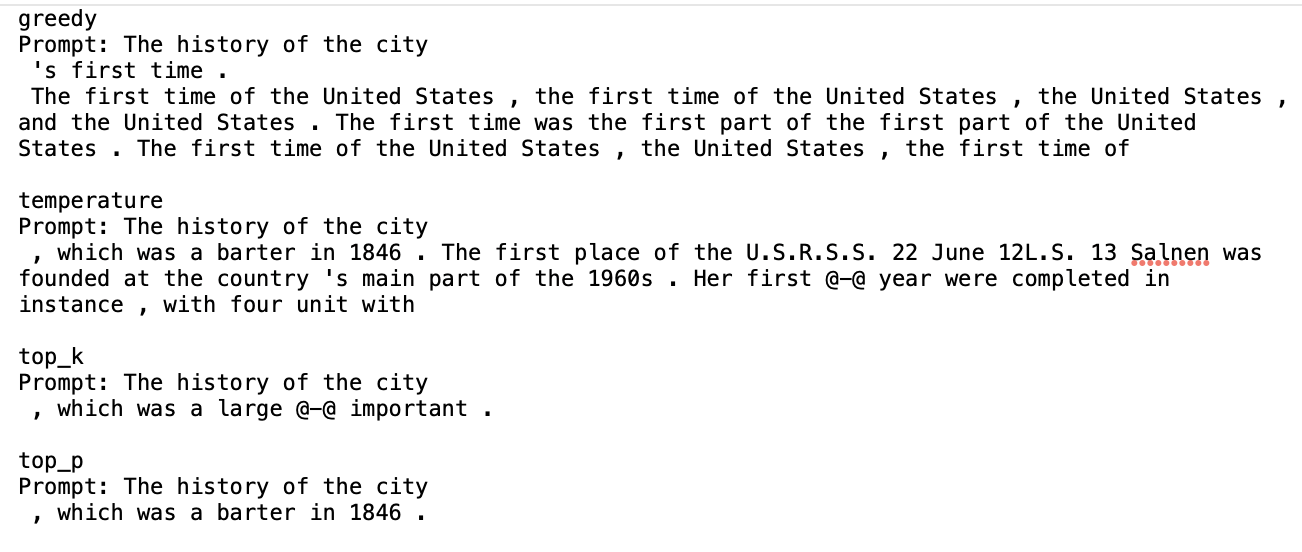 greedy
Prompt: The history of the city
's first time .
The first time of the United States , the first time of the United States , the United States ,
and the United States . The first time was the first part of the first part of the United
States . The first time of the United States , the United States , the first time of
temperature
Prompt: The history of the city
, which was a barter in 1846 . The first place of the U.S.R.S.S. 22 June 12L.S. 13 Salnen was
founded at the country 's main part of the 1960s . Her first @-@ year were completed in
instance , with four unit with
top_k
Prompt: The history of the city
, which was a large @-@ important .
top_p
Prompt: The history of the city
, which was a barter in 1846 .